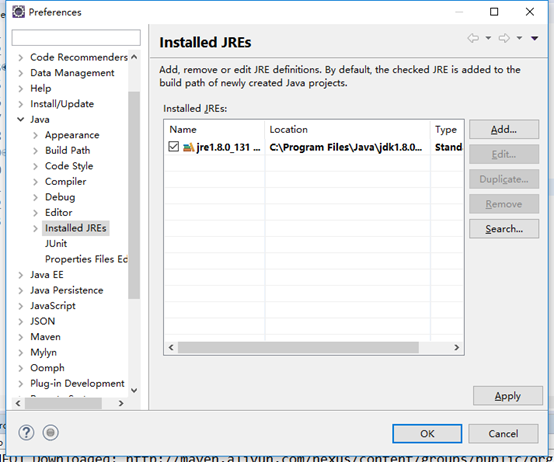 Preferences
Installed JREs
Code Recommenders
Data Management
Help
Install/Update
Java
Appearance
Build Path
Code Style
Compiler
Debug
Editor
Installed JREs
JUnit
Properties Files Ed
Java EE
Java Persistence
JavaScript
JSON
Maven
Mylyn
Oomph
Plug-in Development
Add, remove or edit JRE definitions. By default, the checked JRE is added to the
build path of newly created Java projects.
Installed JREs:
Name Location Type
jre1.8.0_131 ... C:\Program Files\Java\jdk1.8.0... Stand
Add...
Edit...
Duplicate...
Remove
Search...
Apply
OK Cancel
Downloaded: http://maven.aliyun.com/nexus/content/groups/public/org